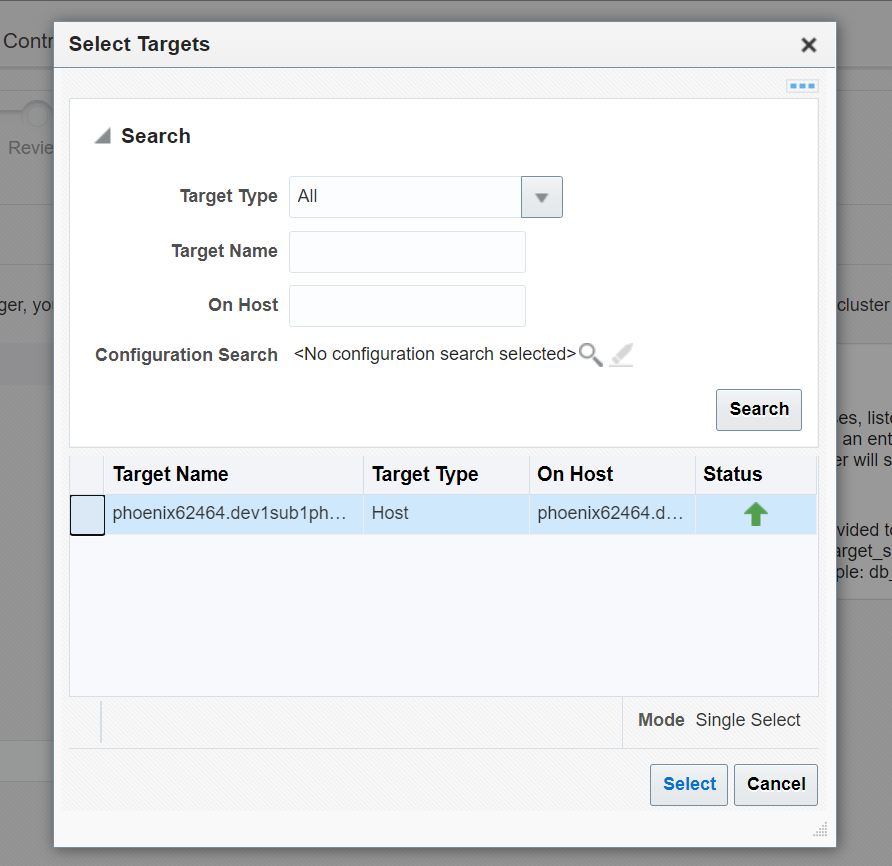 Contr
Select Targets
Revie
Search
Target Type All
Target Name
ger, yo
On Host
cluster
Configuration Search <No configuration search selected>
Search
ses, liste
an ent
er will s
Target Name Target Type On Host Status
phoenix62464.dev1sub1ph... Host phoenix62464.d...
vided to
arget_s
ple: db_
Mode Single Select
Select Cancel